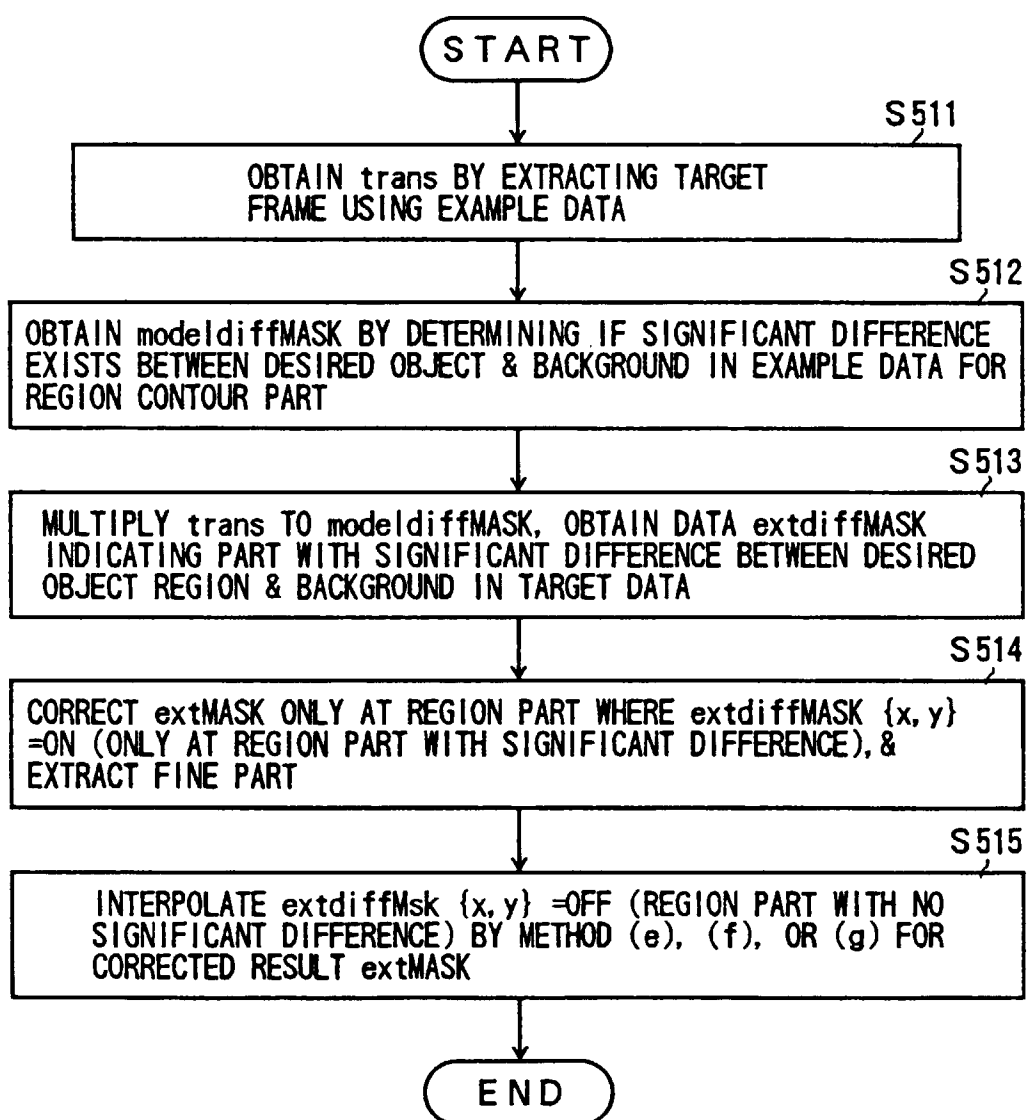 START
S511
OBTAIN trans BY EXTRACTING TARGET
FRAME USING EXAMPLE DATA
S512
OBTAIN modeldiffMASK BY DETERMINING IF SIGNIFICANT DIFFERENCE
EXISTS BETWEEN DESIRED OBJECT & BACKGROUND IN EXAMPLE DATA FOR
REGION CONTOUR PART
S513
MULTIPLY trans TO modeldiffMASK, OBTAIN DATA extdiffMASK
INDICATING PART WITH SIGNIFICANT DIFFERENCE BETWEEN DESIRED
OBJECT REGION & BACKGROUND IN TARGET DATA
S514
CORRECT extMASK ONLY AT REGION PART WHERE extdiffMASK {x, y}
=ON (ONLY AT REGION PART WITH SIGNIFICANT DIFFERENCE), &
EXTRACT FINE PART
S515
INTERPOLATE extdiffMsk {x, y} =OFF (REGION PART WITH NO
SIGNIFICANT DIFFERENCE) BY METHOD (e), (f), OR (g) FOR
CORRECTED RESULT extMASK
END